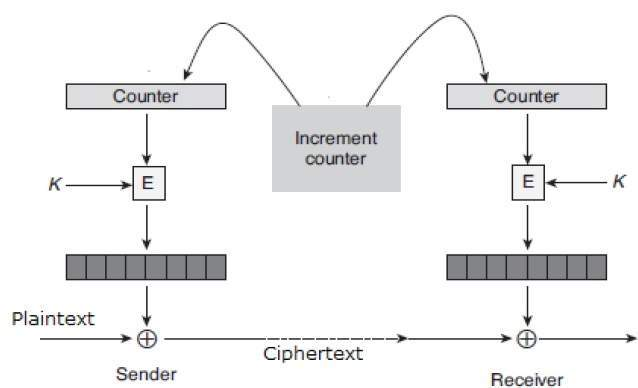 Counter
Counter
Increment
counter
K
E
E
K
Plaintext
Ciphertext
Sender
Receiver